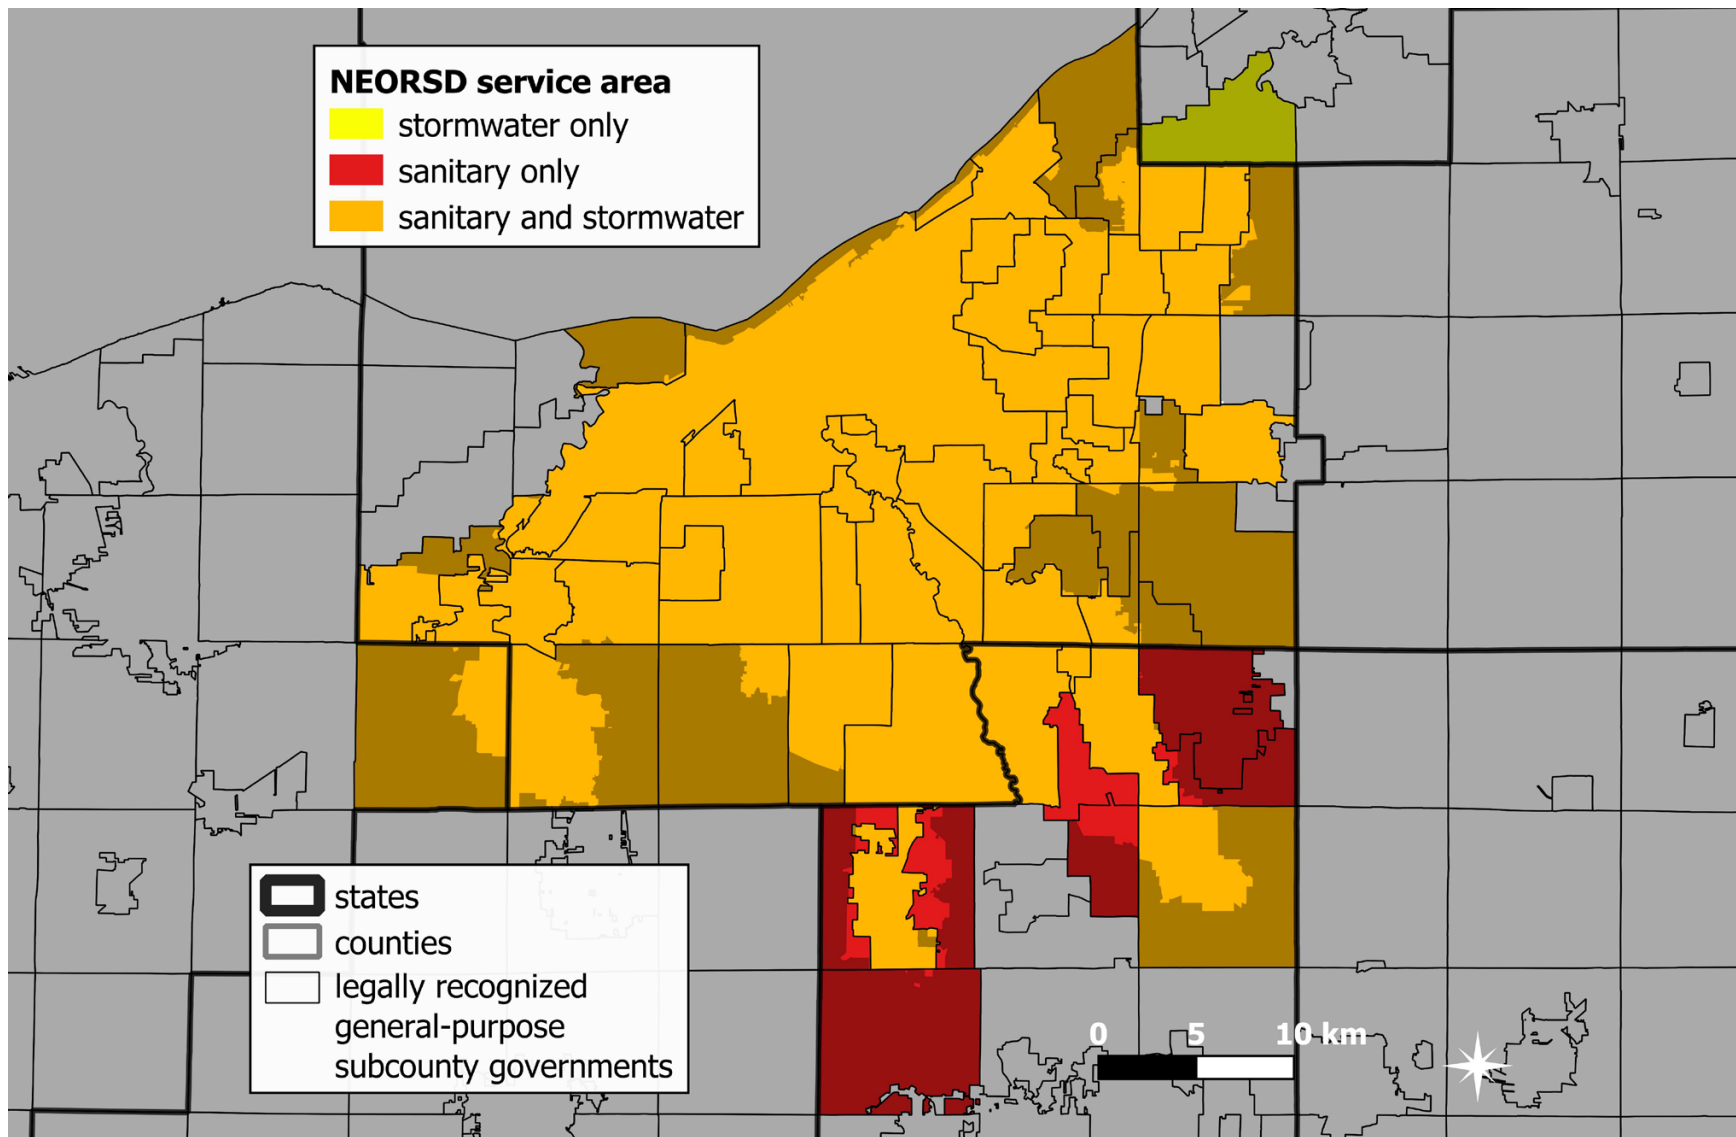 NEORSD service area
stormwater only
sanitary only
sanitary and stormwater
states
counties
legally recognized
general-purpose
subcounty governments
0 5 10 km